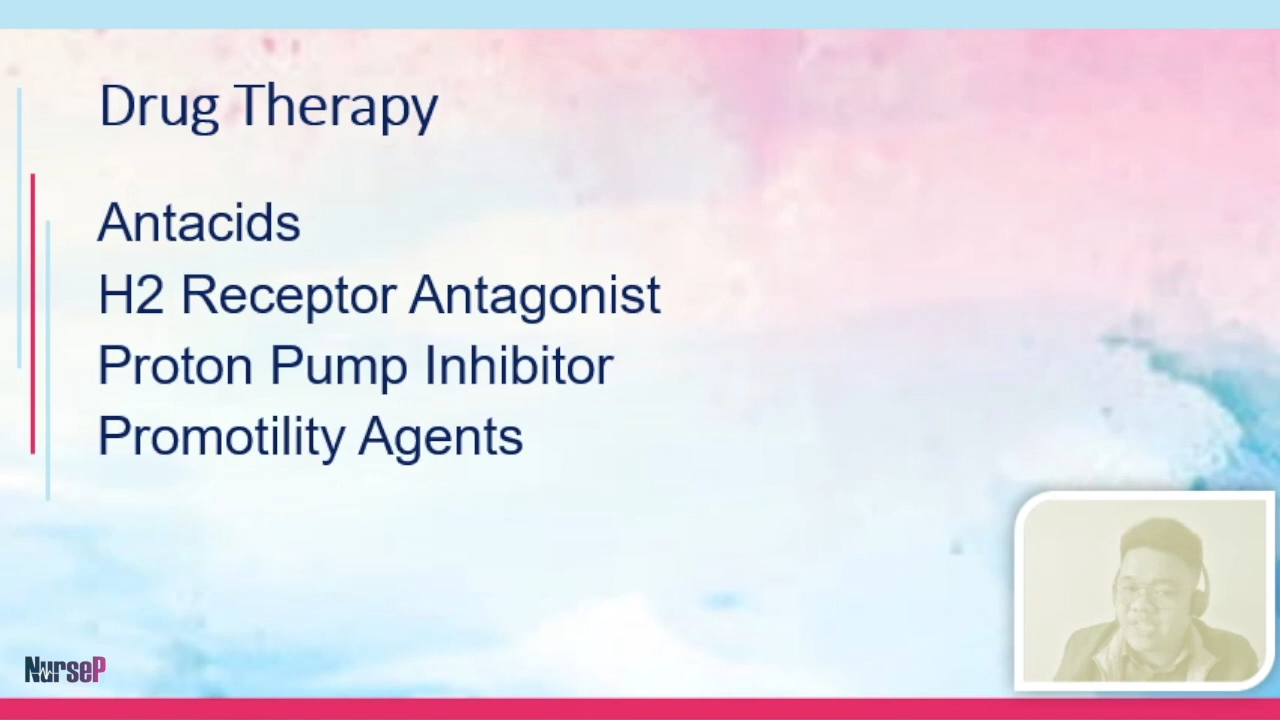 Drug Therapy
Antacids
H2 Receptor Antagonist
Proton Pump Inhibitor
Promotility Agents
NurseP